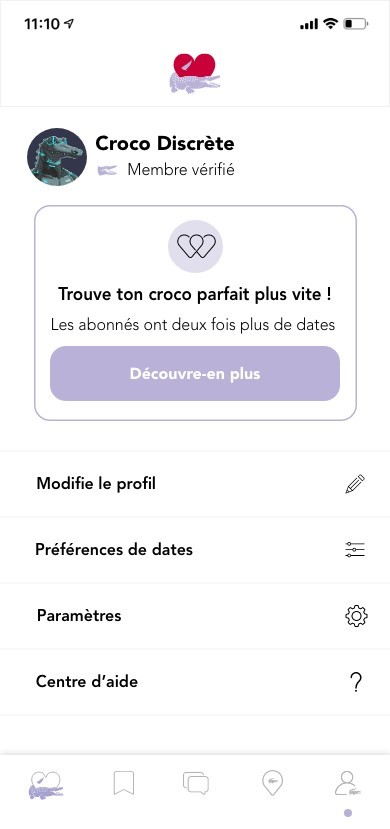 11:10
Croco Discrète
Membre vérifié
Trouve ton croco parfait plus vite !
Les abonnés ont deux fois plus de dates
Découvre-en plus
Modifie le profil
Préférences de dates
Paramètres
Centre d’aide